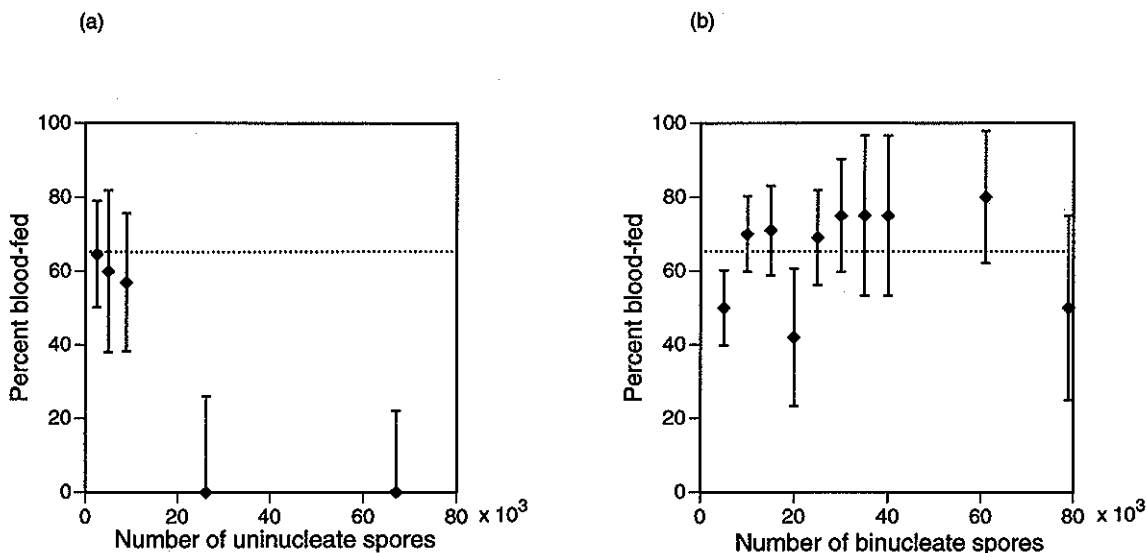 (a)
100
80
60
40
20
0
Percent blood-fed
0 20 40 60 80 x 10³
Number of uninucleate spores
(b)
100
80
60
40
20
0
Percent blood-fed
0 20 40 60 80 x 10³
Number of binucleate spores